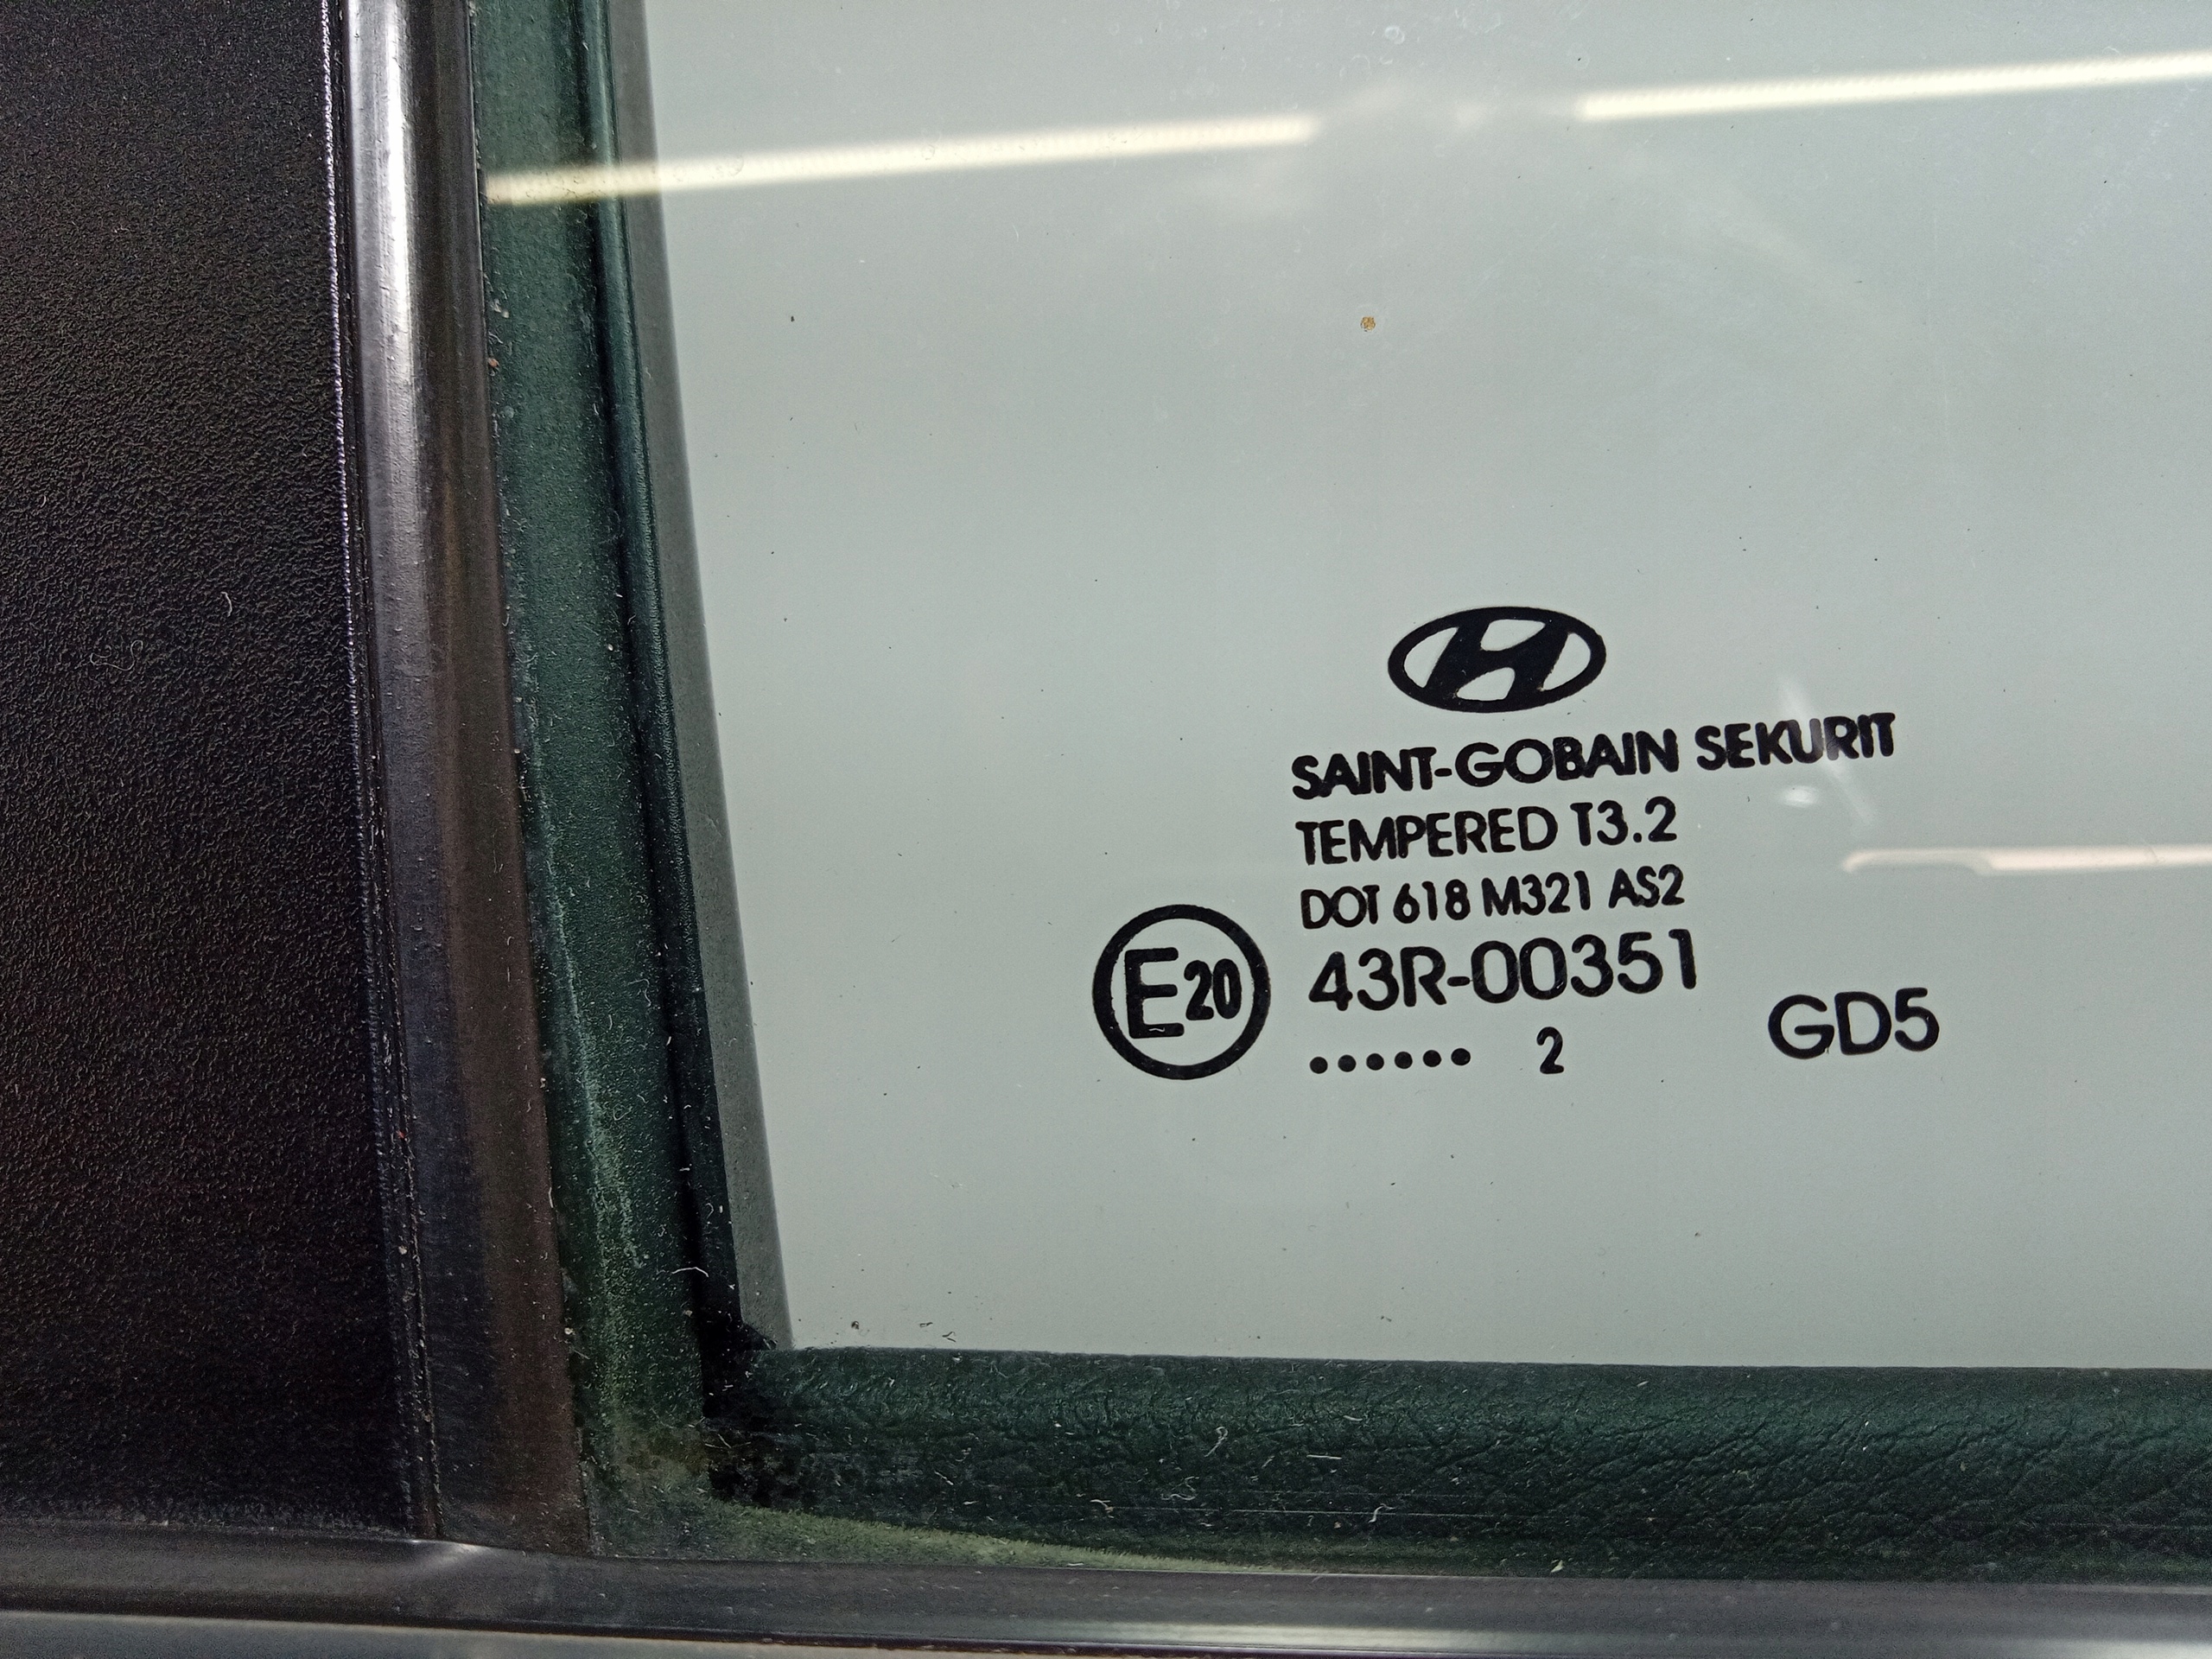 SAINT-GOBAIN SEKURIT
TEMPERED T3.2
DOT 618 M321 AS2
E20 43R-00351
...... 2 GD5